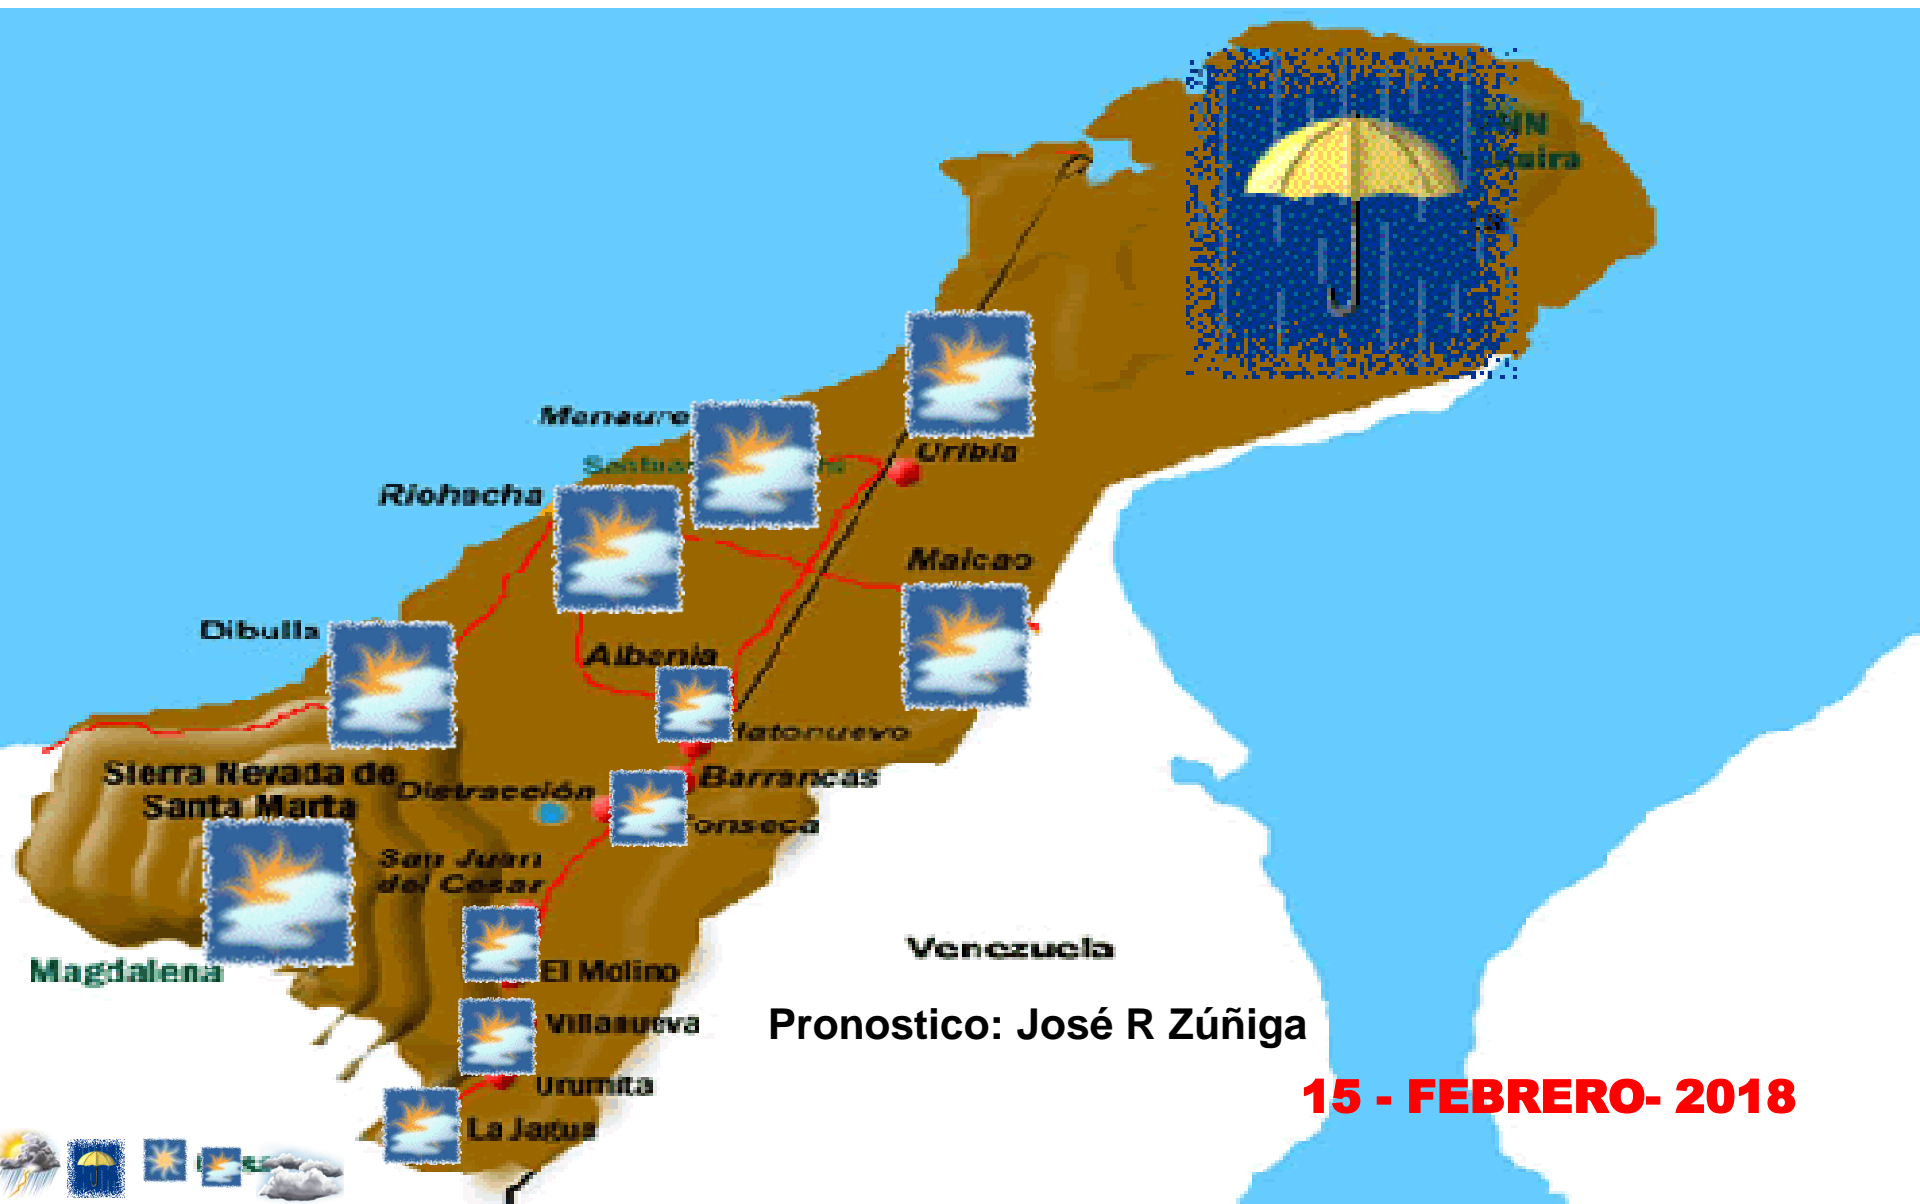 Manaure
Uribia
Riohacha
Maicao
Dibulla
Albania
Barrancas
Sierra Nevada de
Santa Marta
Distracción
San Juan
del Cesar
Magdalena
El Molino
Venezuela
Villanueva
Pronostico: José R Zúñiga
Urumita
15 - FEBRERO- 2018
La Jagua